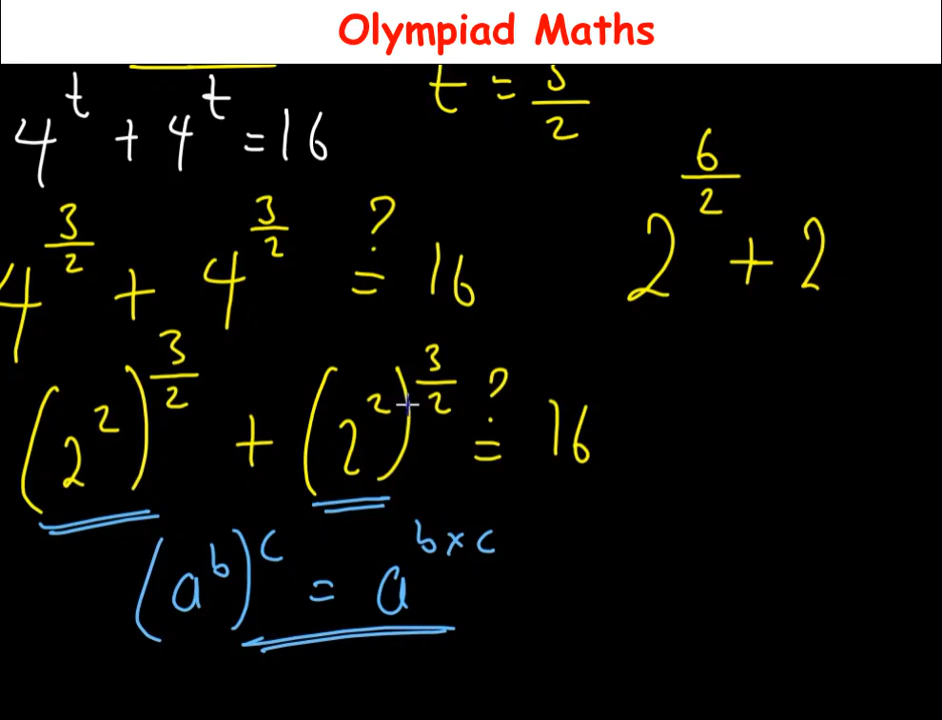 Olympiad Maths
4^t + 4^t = 16
t = 3/2
4^(3/2) + 4^(3/2) ?= 16
2^(6/2) + 2
(2^2)^(3/2) + (2^2)^(3/2) ?= 16
(a^b)^c = a^(b×c)